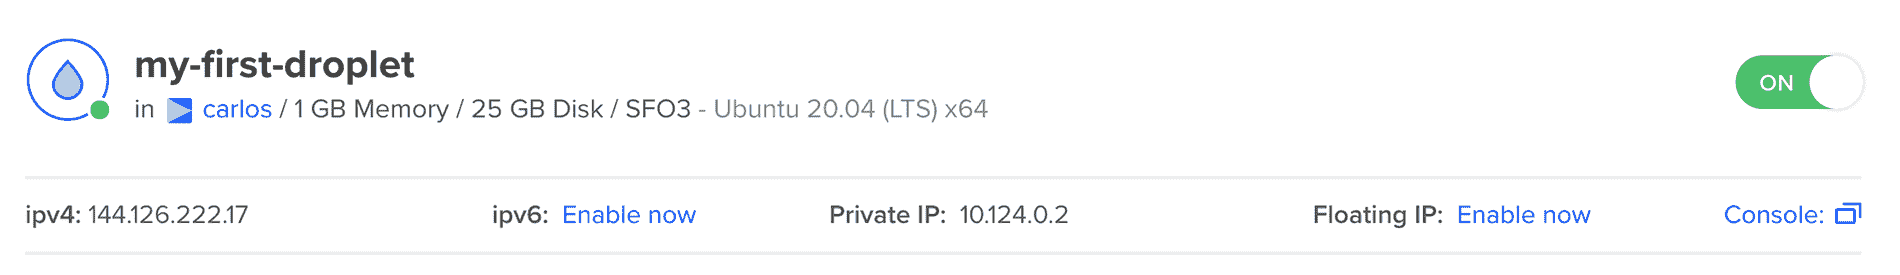 my-first-droplet
in carlos / 1 GB Memory / 25 GB Disk / SFO3 - Ubuntu 20.04 (LTS) x64
ON
ipv4: 144.126.222.17 ipv6: Enable now Private IP: 10.124.0.2 Floating IP: Enable now Console: